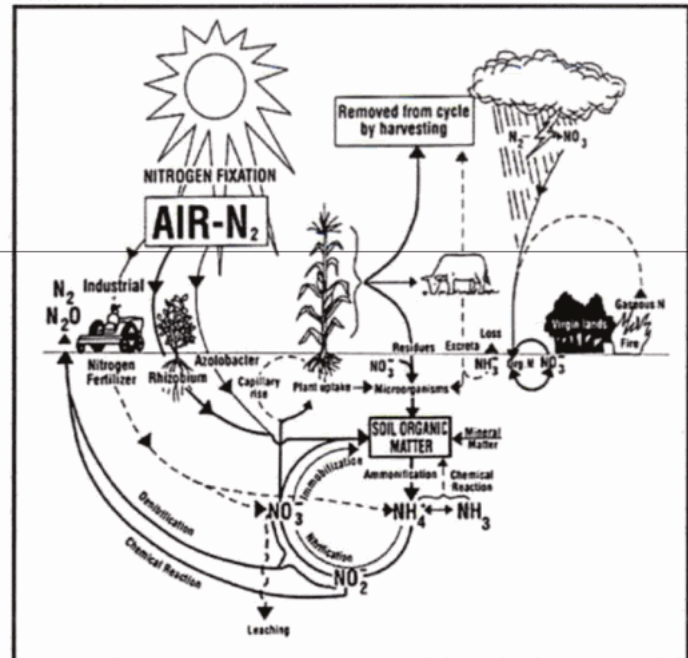 Removed from cycle
by harvesting
N₂ NO₃
NITROGEN FIXATION
AIR-N₂
N₂
N₂O
Industrial
Nitrogen
Fertilizer
Rhizobium
Azolobacter
Capillary
rise
Plant uptake
Residues
NO₃⁻
Microorganisms
Excreta
Loss
NH₃
Org. N
NO₃⁻
Virgin lands
Gaseous N
Fire
SOIL ORGANIC
MATTER
Mineral
Matter
Immobilization
Ammonification
Chemical
Reaction
NO₃⁻
NH₄
NH₃
Nitrification
Denitrification
Chemical Reaction
NO₂⁻
Leaching